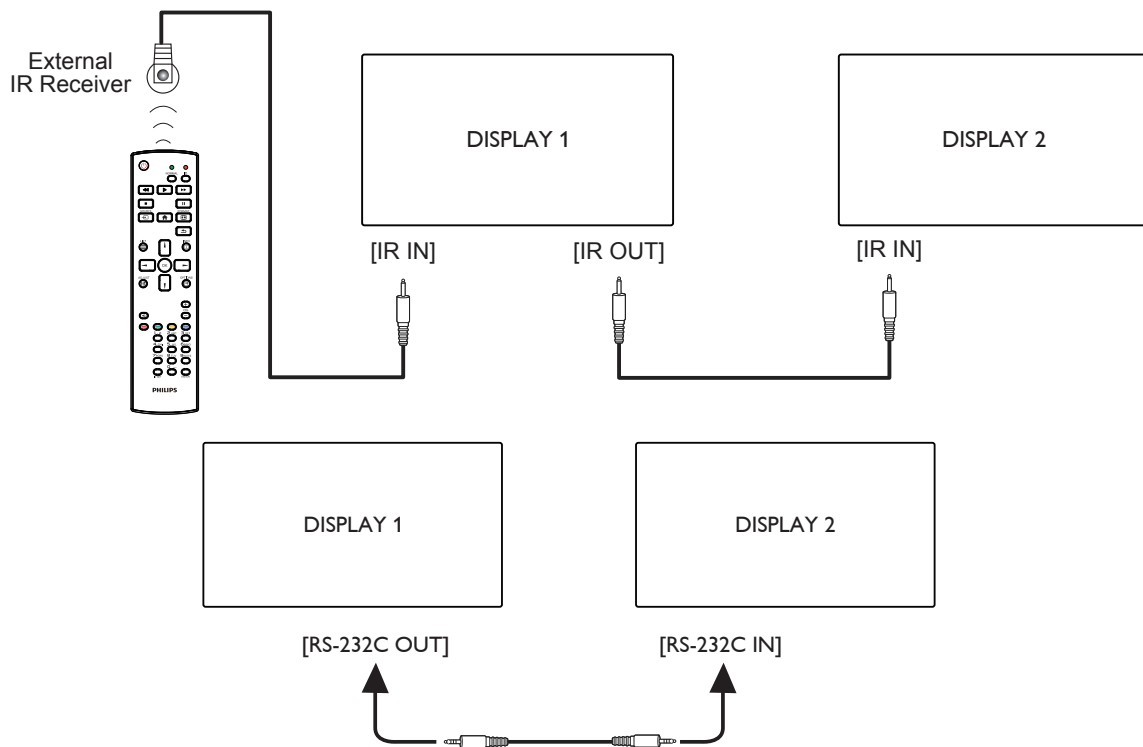 External
IR Receiver
DISPLAY 1
DISPLAY 2
[IR IN]
[IR OUT]
[IR IN]
PHILIPS
DISPLAY 1
DISPLAY 2
[RS-232C OUT]
[RS-232C IN]